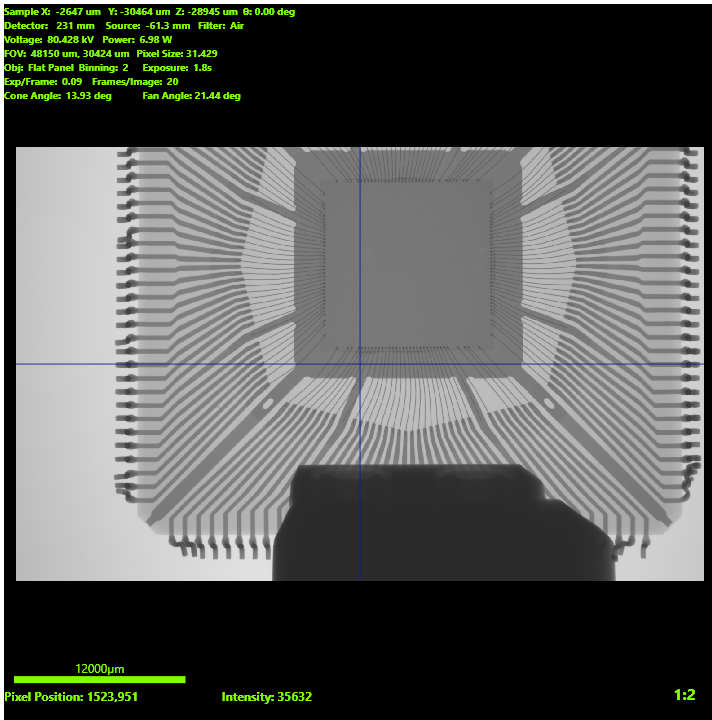 Sample X: -2647 um Y: -30464 um Z: -28945 um θ: 0.00 deg
Detector: 231 mm Source: -61.3 mm Filter: Air
Voltage: 80.428 kV Power: 6.98 W
FOV: 48150 um, 30424 um Pixel Size: 31.429
Obj: Flat Panel Binning: 2 Exposure: 1.8s
Exp/Frame: 0.09 Frames/Image: 20
Cone Angle: 13.93 deg Fan Angle: 21.44 deg
12000µm
Pixel Position: 1523,951 Intensity: 35632 1:2